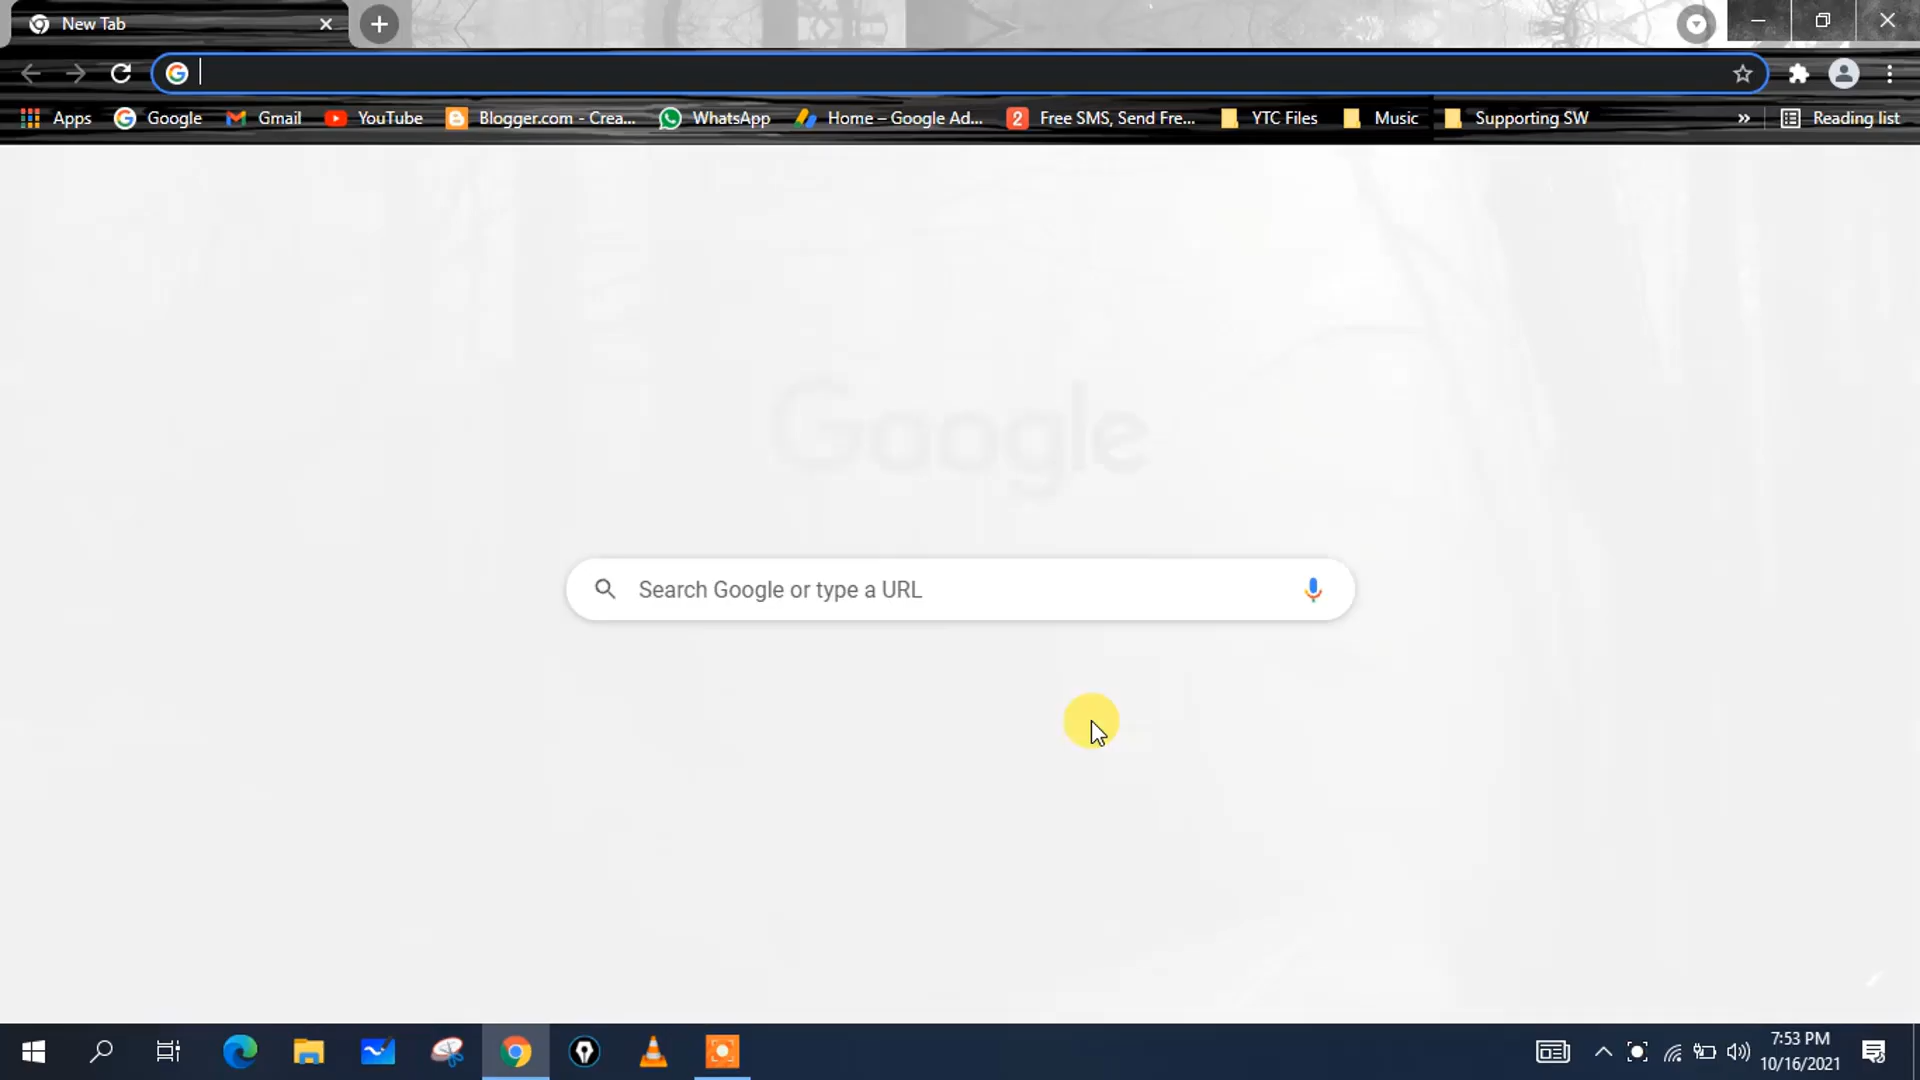 New Tab
Apps Google Gmail YouTube Blogger.com - Crea... WhatsApp Home – Google Ad... 2 Free SMS, Send Fre... YTC Files Music Supporting SW » Reading list
Google
Search Google or type a URL
7:53 PM
10/16/2021